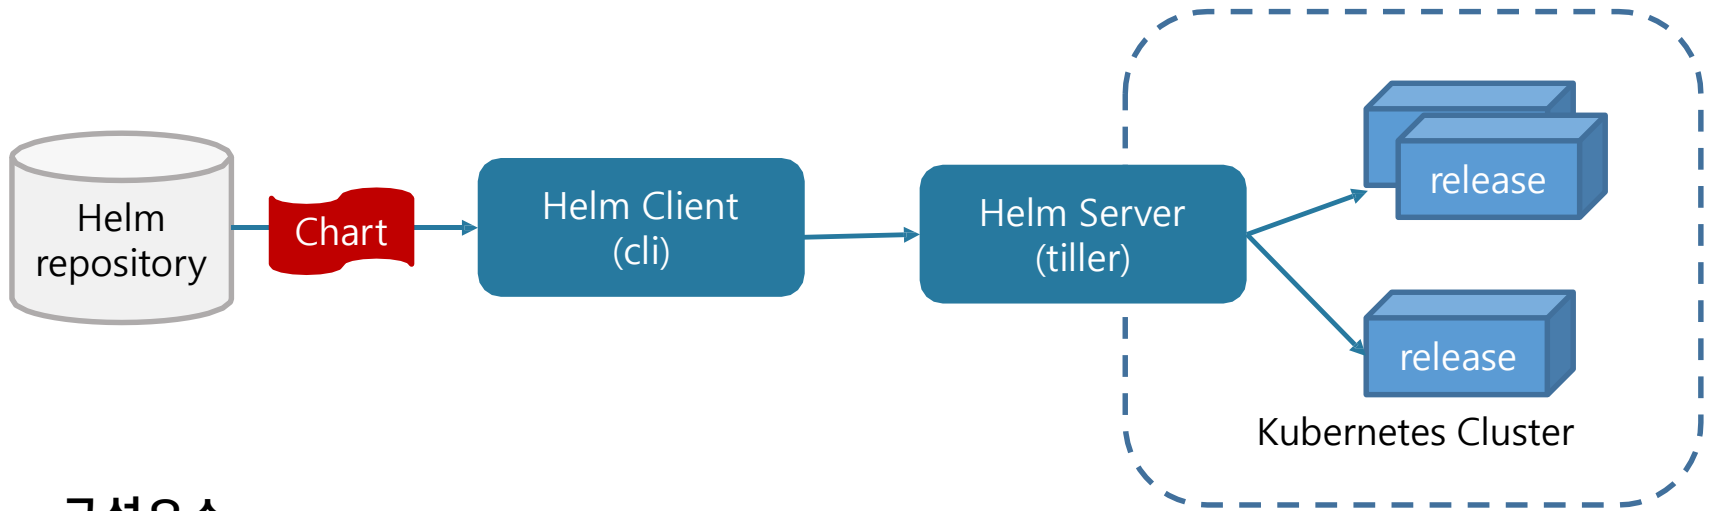 Helm
repository
Chart
Helm Client
(cli)
Helm Server
(tiller)
release
release
Kubernetes Cluster